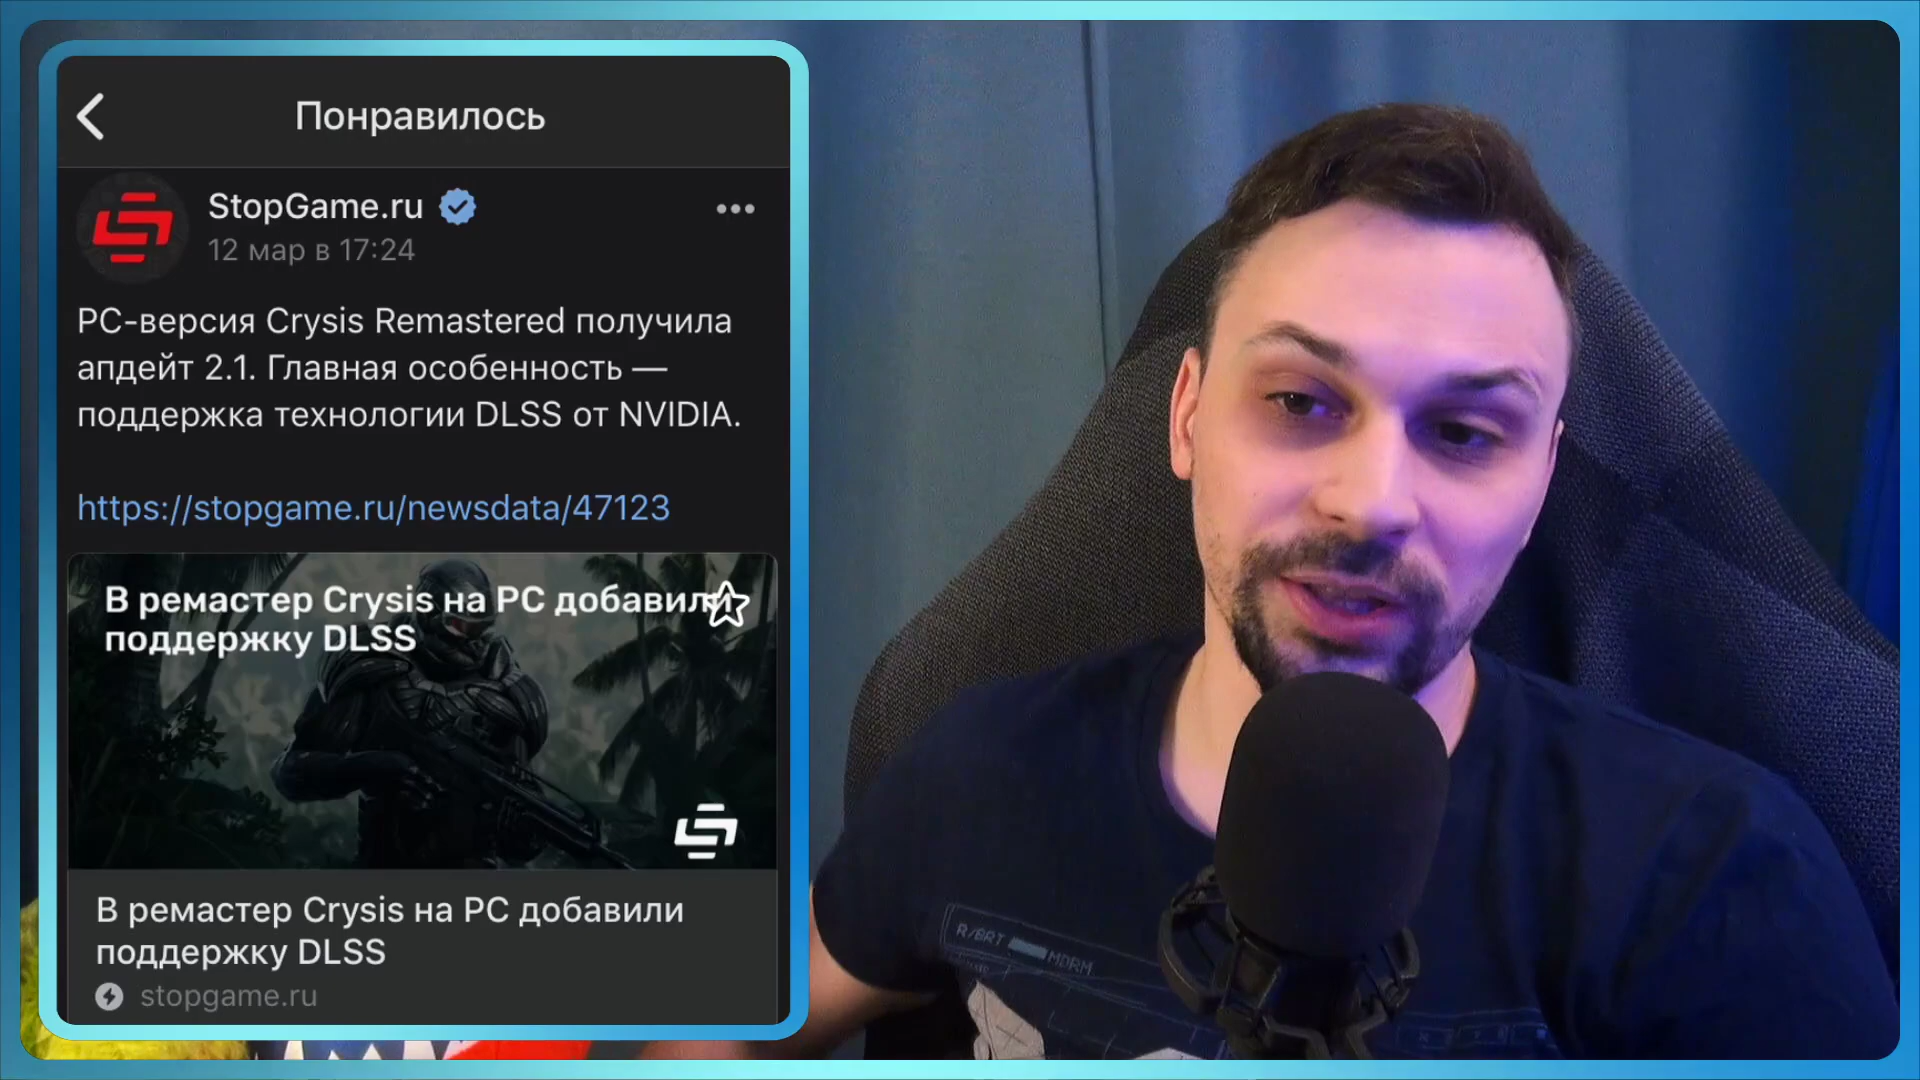 Понравилось
StopGame.ru
12 мар в 17:24
PC-версия Crysis Remastered получила
апдейт 2.1. Главная особенность —
поддержка технологии DLSS от NVIDIA.
https://stopgame.ru/newsdata/47123
В ремастер Crysis на PC добавили
поддержку DLSS
В ремастер Crysis на PC добавили
поддержку DLSS
stopgame.ru
R/BRT MDRM